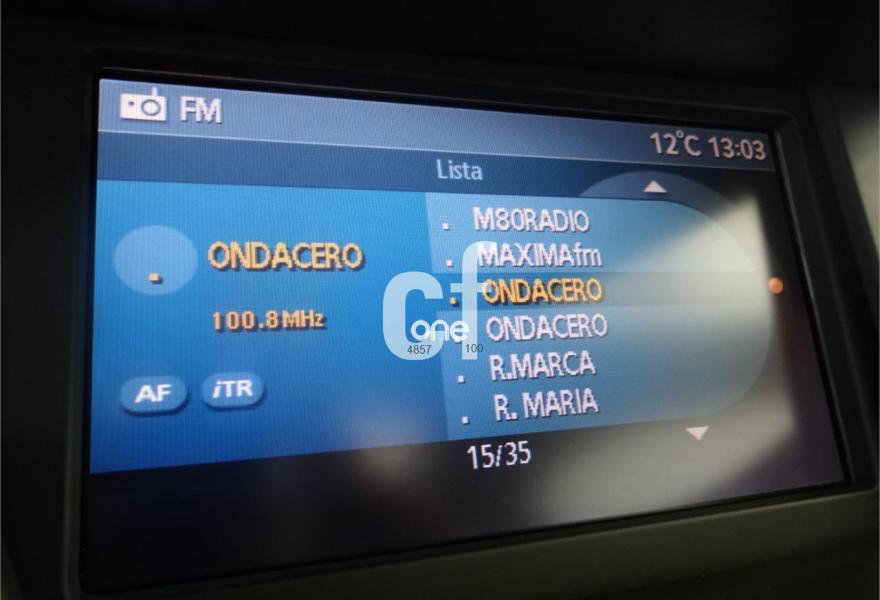 FM
12°C 13:03
Lista
ONDACERO
100.8MHz
AF
iTR
. M80RADIO
. MAXIMAfm
. ONDACERO
ONDACERO
. R.MARCA
. R. MARIA
15/35
cf
one
4857 100